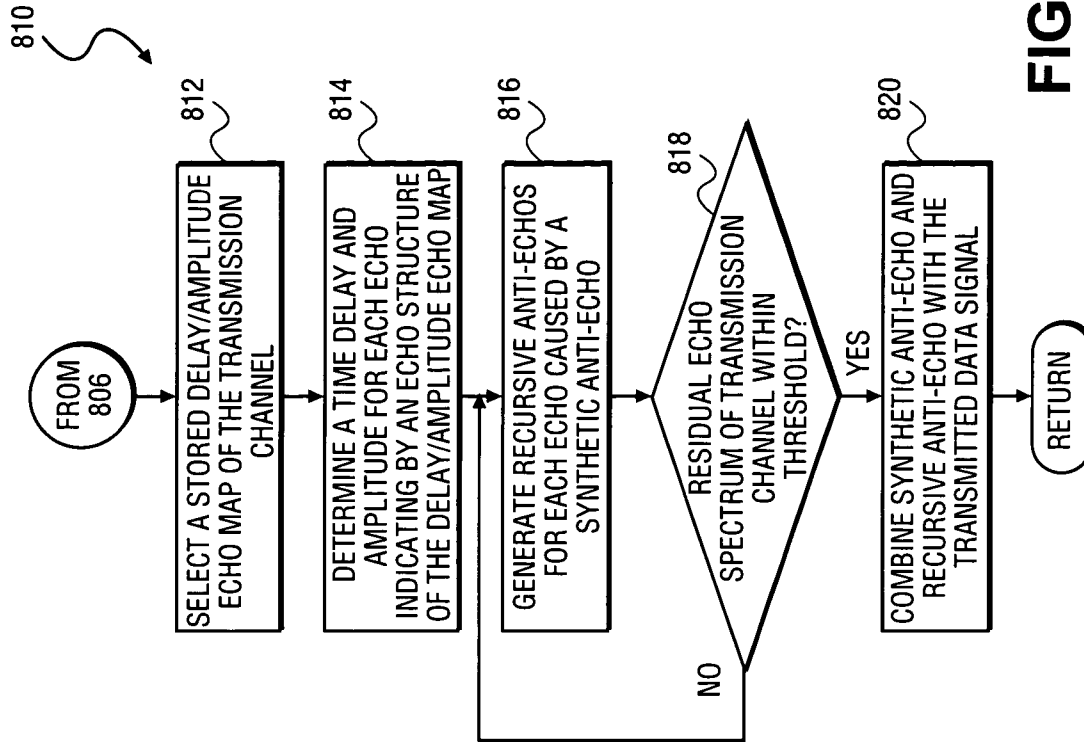 810
FROM
806
812
SELECT A STORED DELAY/AMPLITUDE
ECHO MAP OF THE TRANSMISSION
CHANNEL
814
DETERMINE A TIME DELAY AND
AMPLITUDE FOR EACH ECHO
INDICATING BY AN ECHO STRUCTURE
OF THE DELAY/AMPLITUDE ECHO MAP
816
GENERATE RECURSIVE ANTI-ECHOS
FOR EACH ECHO CAUSED BY A
SYNTHETIC ANTI-ECHO
818
RESIDUAL ECHO
SPECTRUM OF TRANSMISSION
CHANNEL WITHIN
THRESHOLD?
NO
YES
820
COMBINE SYNTHETIC ANTI-ECHO AND
RECURSIVE ANTI-ECHO WITH THE
TRANSMITTED DATA SIGNAL
RETURN
FIG